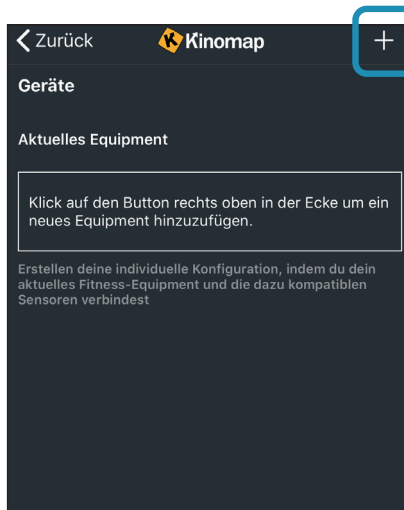 Zurück
Kinomap
+
Geräte
Aktuelles Equipment
Klick auf den Button rechts oben in der Ecke um ein
neues Equipment hinzuzufügen.
Erstellen deine individuelle Konfiguration, indem du dein
aktuelles Fitness-Equipment und die dazu kompatiblen
Sensoren verbindest